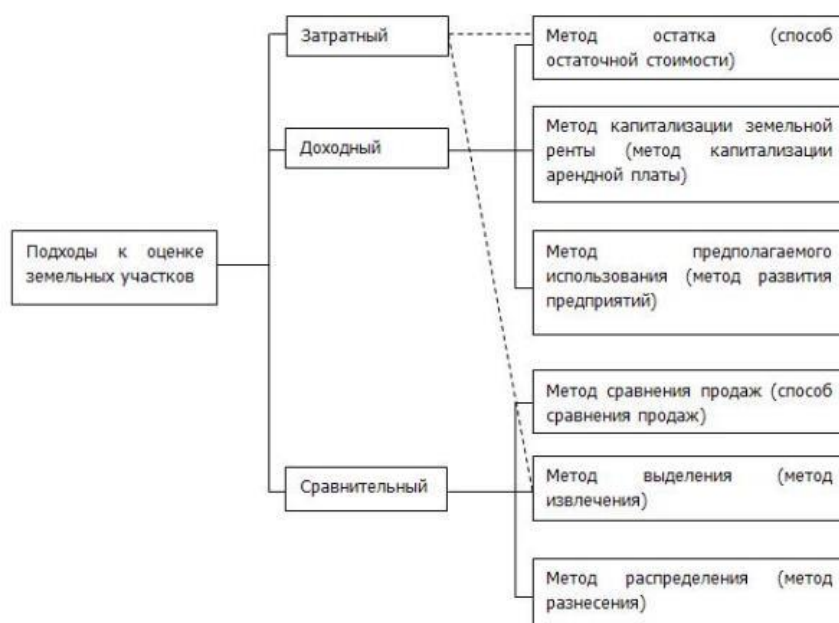 Подходы к оценке
земельных участков
Затратный
Доходный
Сравнительный
Метод остатка (способ
остаточной стоимости)
Метод капитализации земельной
ренты (метод капитализации
арендной платы)
Метод предполагаемого
использования (метод развития
предприятий)
Метод сравнения продаж (способ
сравнения продаж)
Метод выделения (метод
извлечения)
Метод распределения (метод
разнесения)